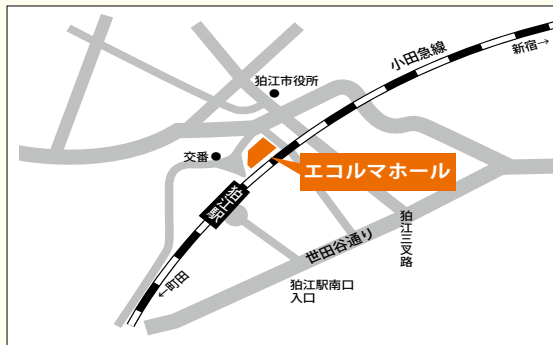 小田急線
新宿→
狛江市役所
交番
エコルマホール
狛江駅
世田谷通り
狛江三叉路
←町田
狛江駅南口
入口